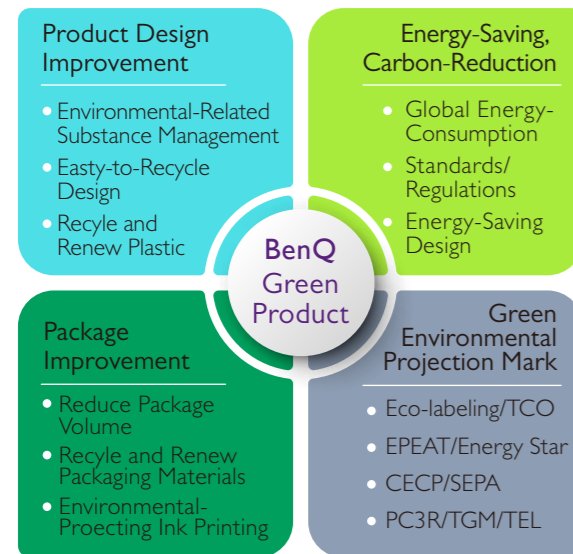 Product Design
Improvement
• Environmental-Related
Substance Management
• Easty-to-Recycle
Design
• Recyle and
Renew Plastic
Energy-Saving,
Carbon-Reduction
• Global Energy-
Consumption
• Standards/
Regulations
• Energy-Saving
Design
BenQ
Green
Product
Package
Improvement
• Reduce Package
Volume
• Recyle and Renew
Packaging Materials
• Environmental-
Proecting Ink Printing
Green
Environmental
Projection Mark
• Eco-labeling/TCO
• EPEAT/Energy Star
• CECP/SEPA
• PC3R/TGM/TEL